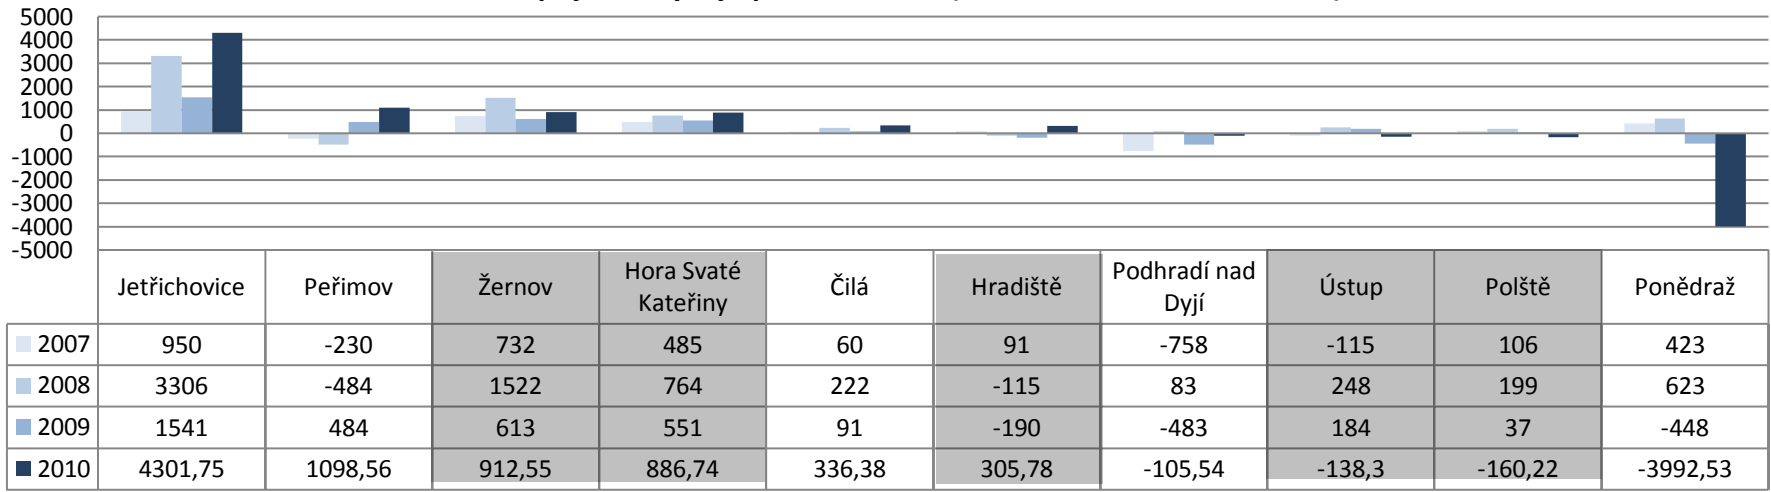 5000
4000
3000
2000
1000
0
-1000
-2000
-3000
-4000
-5000
Jetřichovice Peřimov Žernov Hora Svaté Kateřiny Čilá Hradiště Podhradí nad Dyjí Ústup Polště Ponědraž
2007 950 -230 732 485 60 91 -758 -115 106 423
2008 3306 -484 1522 764 222 -115 83 248 199 623
2009 1541 484 613 551 91 -190 -483 184 37 -448
2010 4301,75 1098,56 912,55 886,74 336,38 305,78 -105,54 -138,3 -160,22 -3992,53